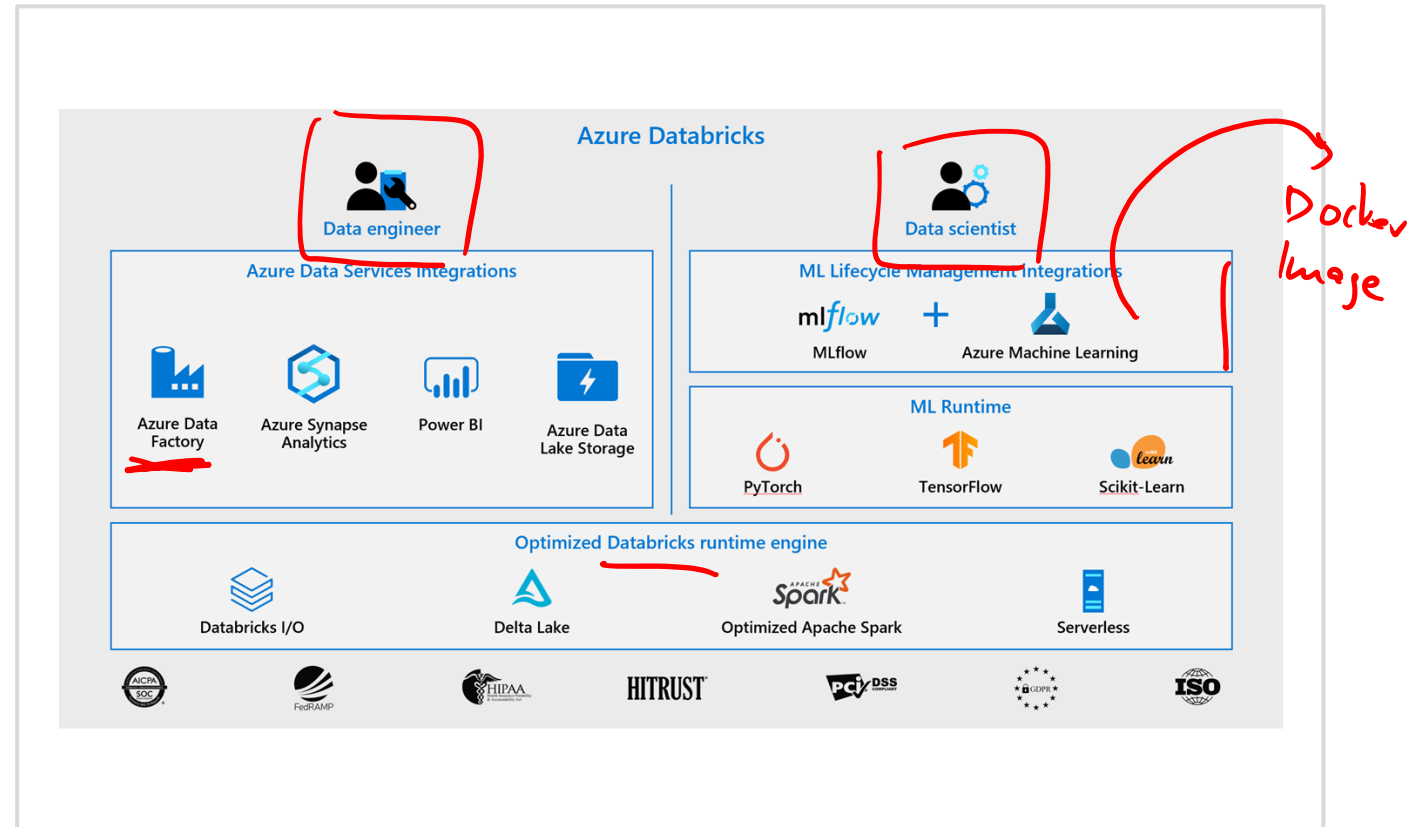 Azure Databricks
Data engineer
Data scientist
Docker
Image
Azure Data Services Integrations
Azure Data
Factory
Azure Synapse
Analytics
Power BI
Azure Data
Lake Storage
ML Lifecycle Management Integrations
mlflow
+
MLflow
Azure Machine Learning
ML Runtime
PyTorch
TensorFlow
learn
Scikit-Learn
Optimized Databricks runtime engine
Databricks I/O
Delta Lake
APACHE
Spark
Optimized Apache Spark
Serverless
AICPA
SOC
FedRAMP
HIPAA
HITRUST
PCI DSS
COMPLIANT
GDPR
ISO